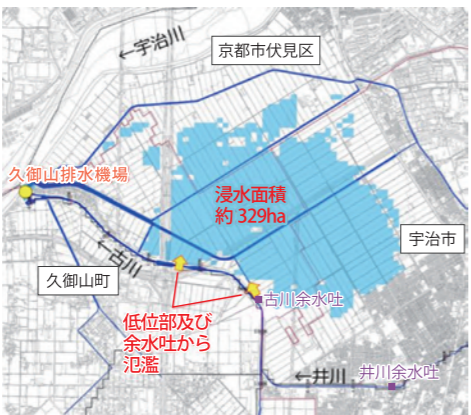 ←宇治川
京都市伏見区
久御山排水機場
浸水面積
約 329ha
宇治市
←古川
久御山町
古川余水吐
低位部及び
余水吐から
氾濫
←井川
井川余水吐